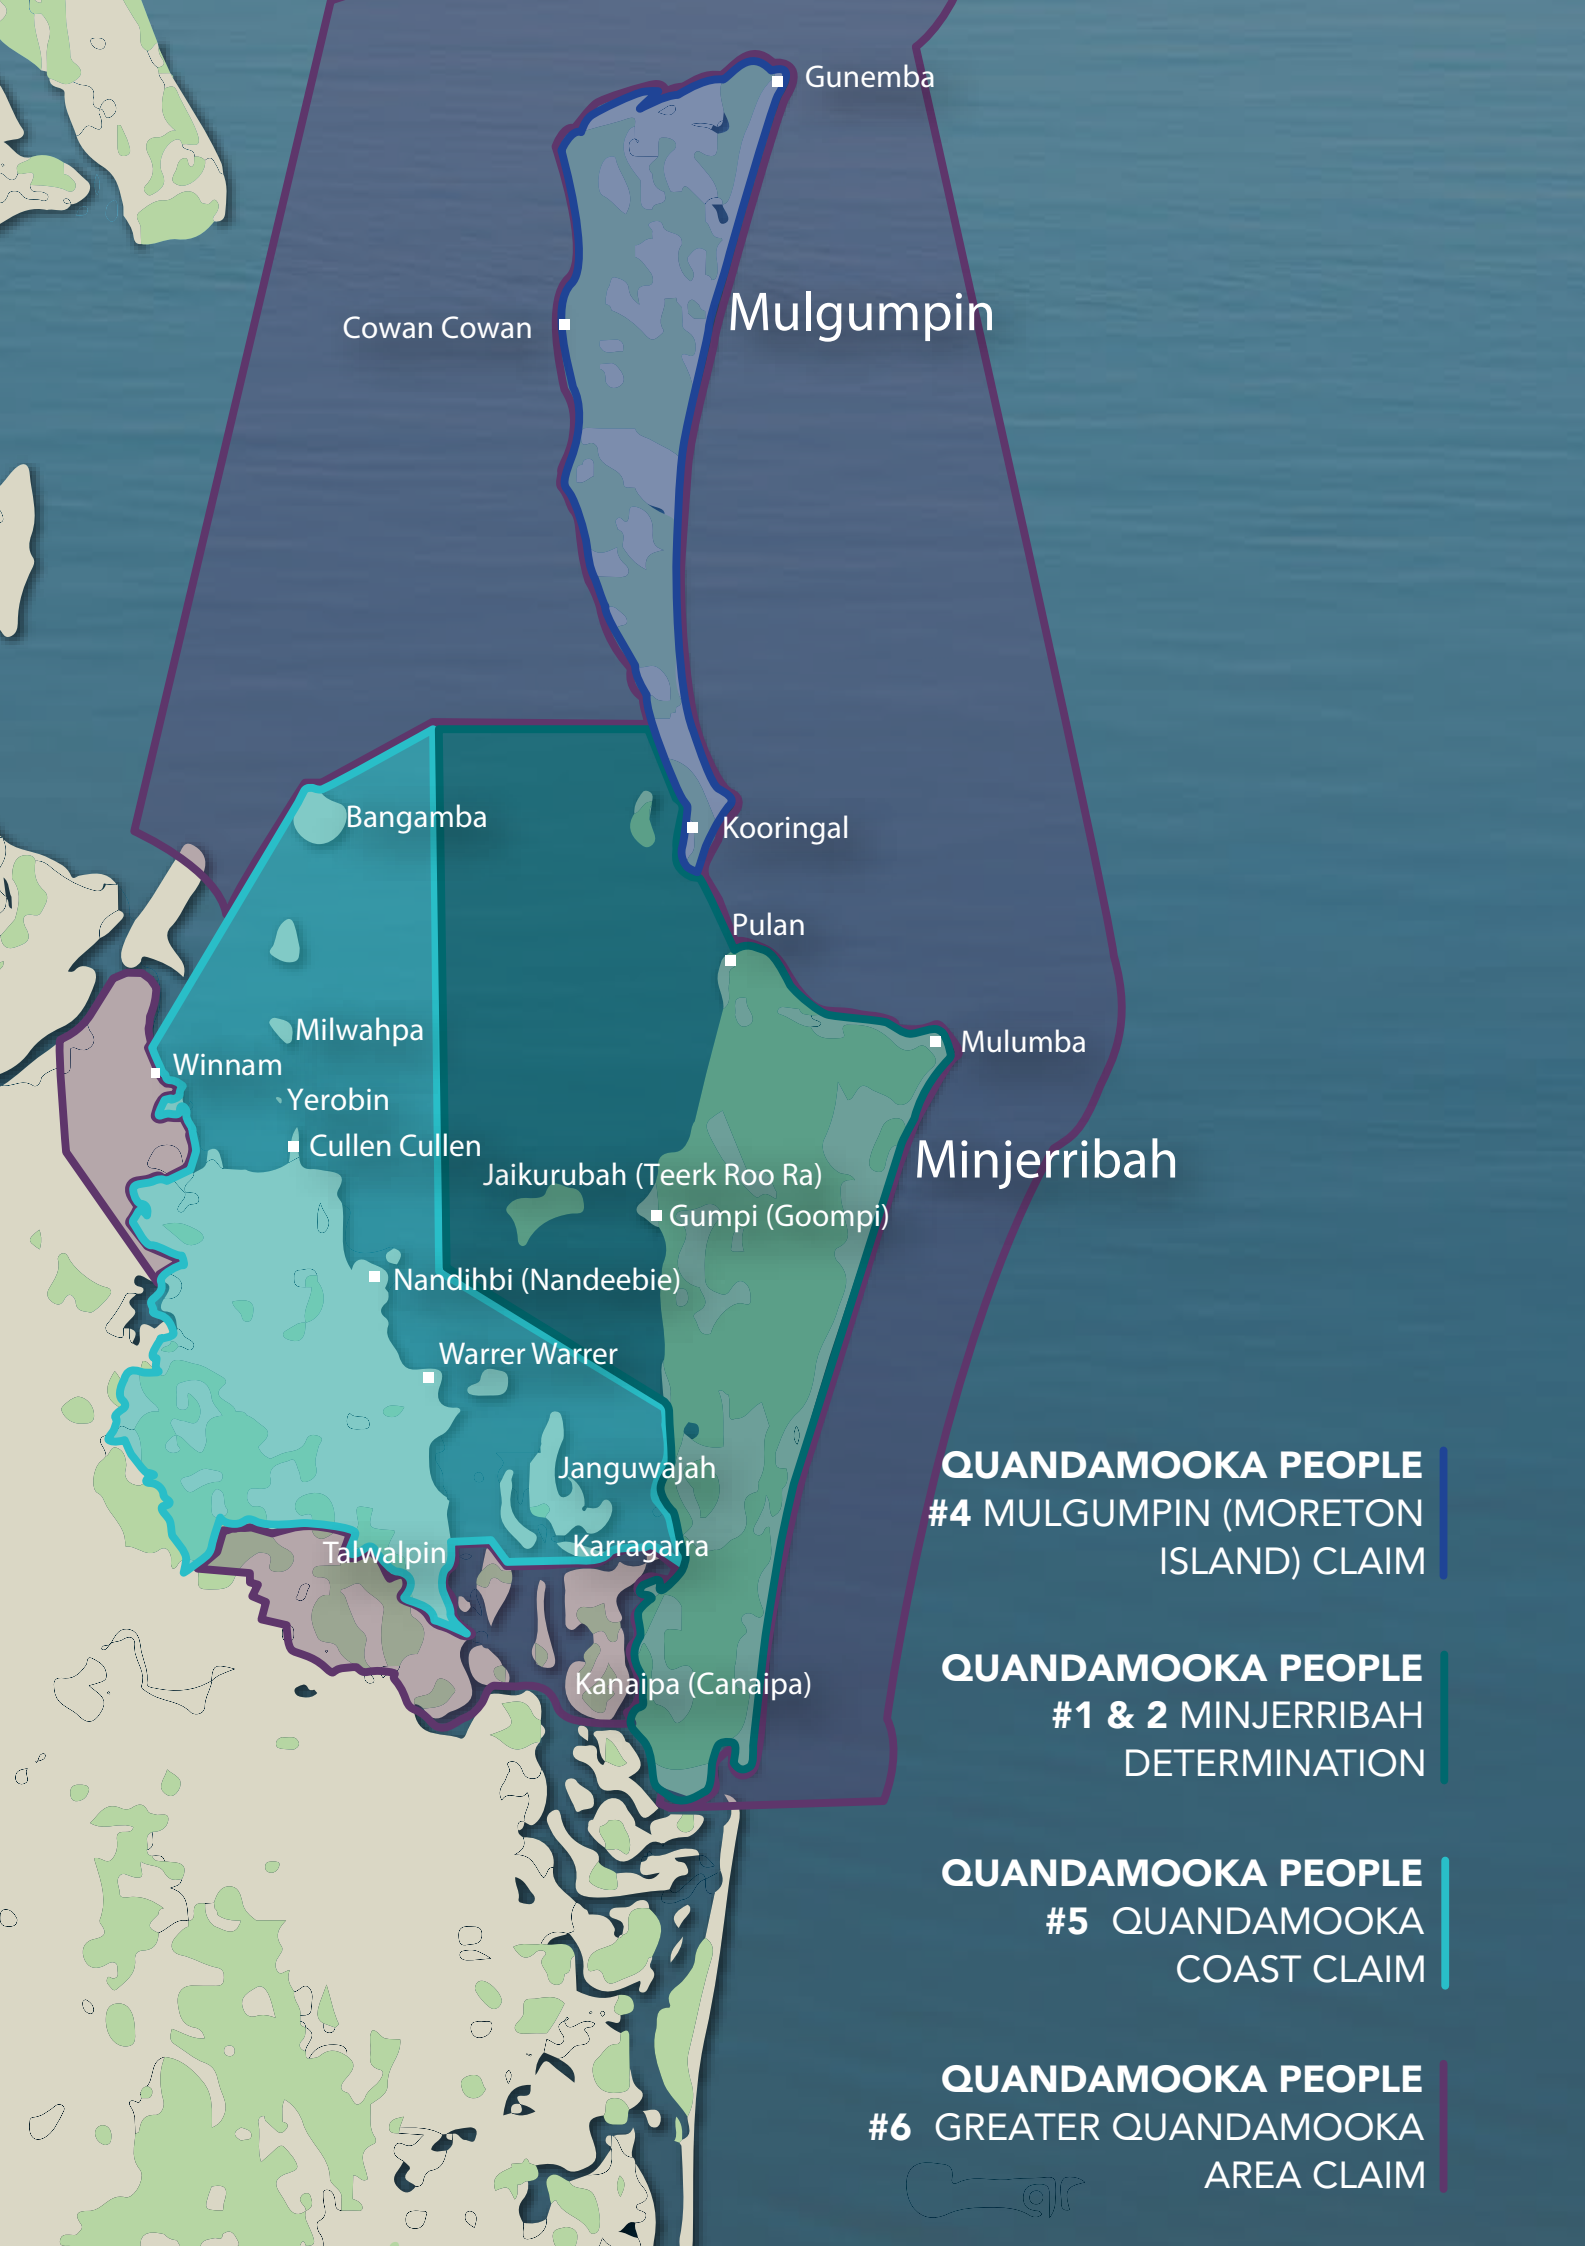 Gunemba
Mulgumpin
Cowan Cowan
Bangamba
Kooringal
Pulan
Milwahpa
Mulumba
Winnam
Yerobin
Cullen Cullen
Minjerribah
Jaikurubah (Teerk Roo Ra)
Gumpi (Goompi)
Nandihbi (Nandeebie)
Warrer Warrer
Janguwajah
Karragarra
Talwalpin
Kanaipa (Canaipa)
QUANDAMOOKA PEOPLE
#4 MULGUMPIN (MORETON
ISLAND) CLAIM
QUANDAMOOKA PEOPLE
#1 & 2 MINJERRIBAH
DETERMINATION
QUANDAMOOKA PEOPLE
#5 QUANDAMOOKA
COAST CLAIM
QUANDAMOOKA PEOPLE
#6 GREATER QUANDAMOOKA
AREA CLAIM